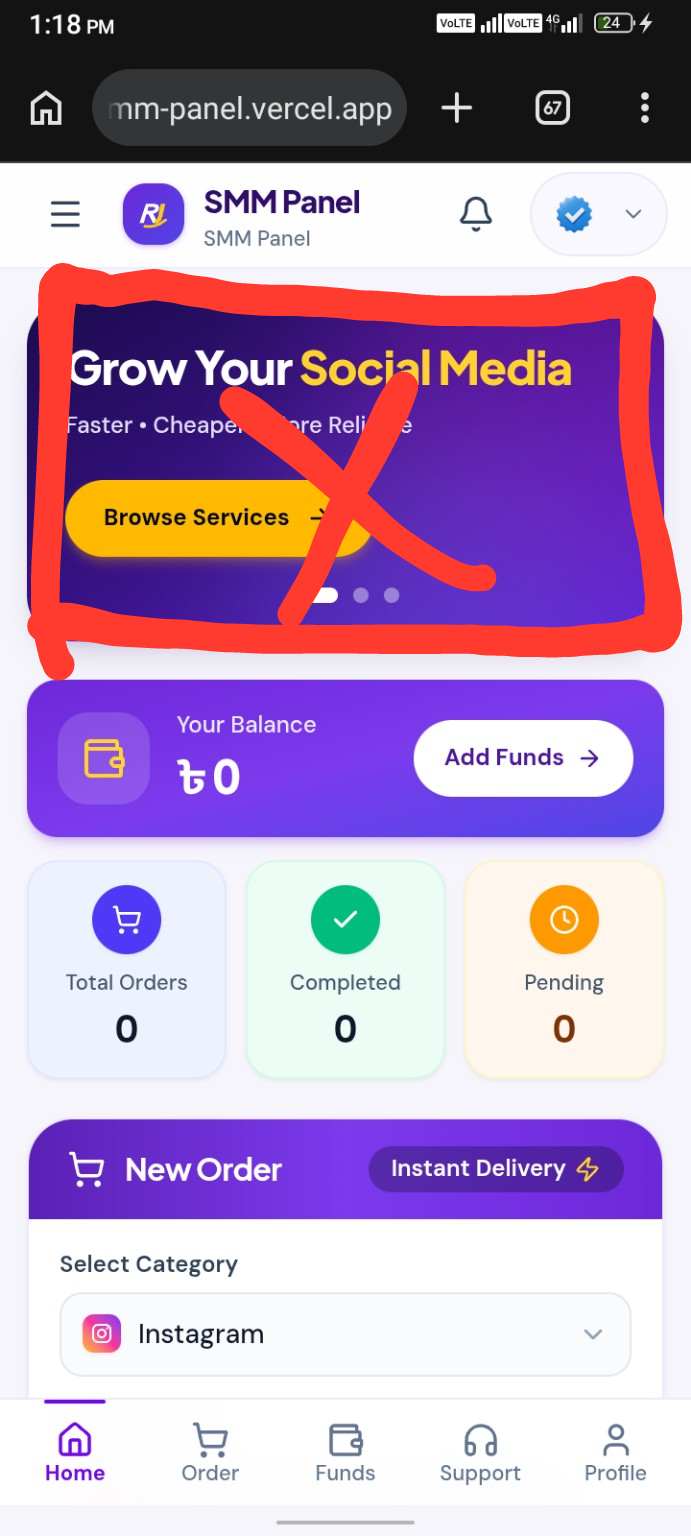 1:18 PM
VoLTE VoLTE 4G 24
mm-panel.vercel.app
67
RJ
SMM Panel
SMM Panel
Grow Your Social Media
Faster • Cheaper
Browse Services →
Your Balance
৳0
Add Funds →
Total Orders
Completed
Pending
0
0
0
New Order
Instant Delivery
Select Category
Instagram
Home
Order
Funds
Support
Profile